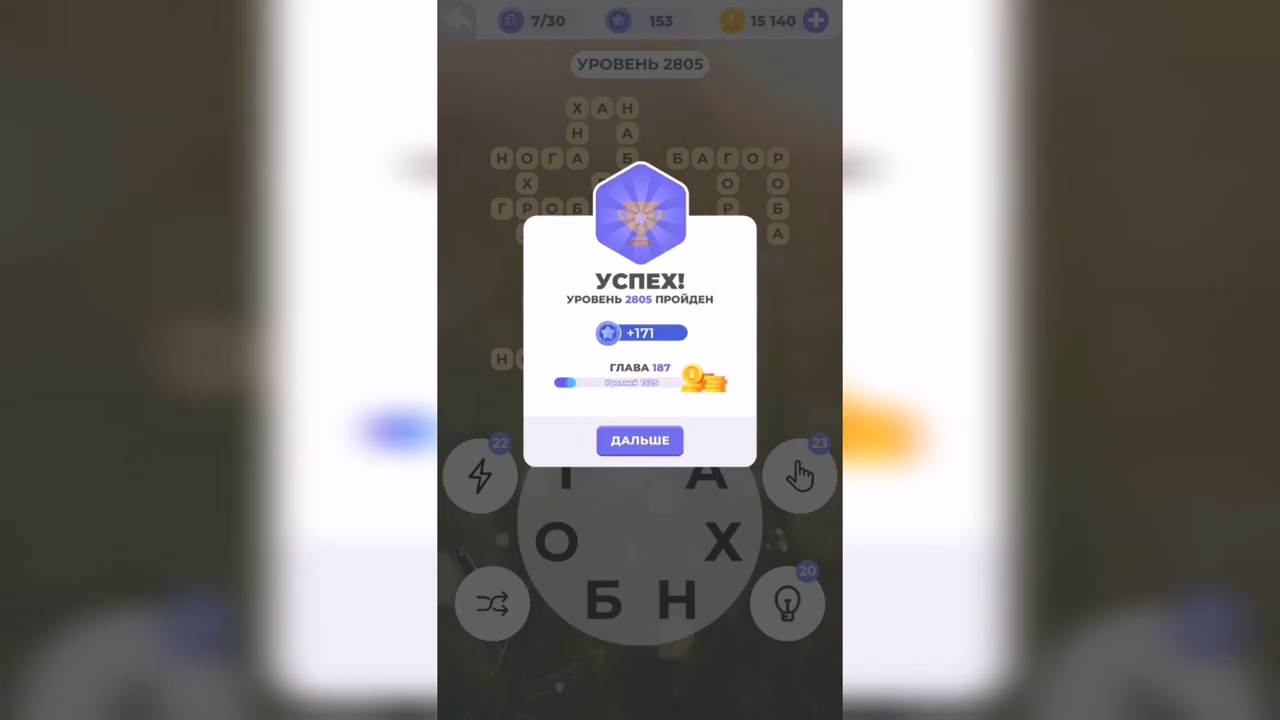 7/30
153
15 140
УРОВЕНЬ 2805
ХАН
Н А
НОГА Б БАГОР
Х О О
ГРОБ Р Б
А
УСПЕХ!
УРОВЕНЬ 2805 ПРОЙДЕН
+171
ГЛАВА 187
Н
ДАЛЬШЕ
22
23
А
О Х
Б Н
20